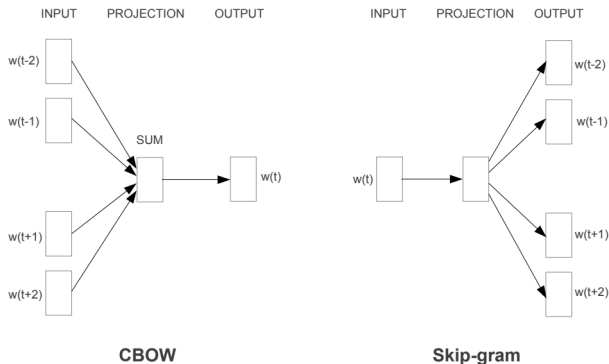 INPUT PROJECTION OUTPUT
w(t-2)
w(t-1)
SUM
w(t)
w(t+1)
w(t+2)
CBOW
INPUT PROJECTION OUTPUT
w(t-2)
w(t-1)
w(t)
w(t+1)
w(t+2)
Skip-gram